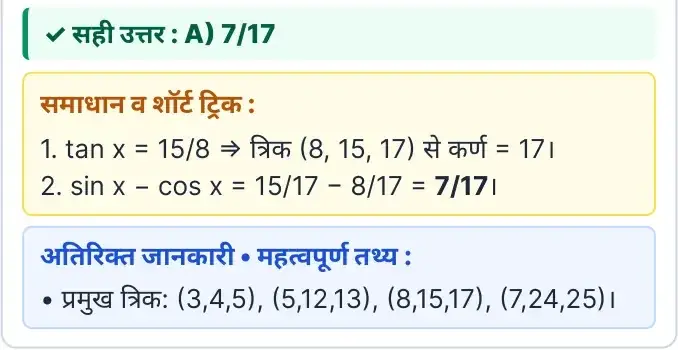 ✓ सही उत्तर : A) 7/17
समाधान व शॉर्ट ट्रिक :
1. tan x = 15/8 ⇒ त्रिक (8, 15, 17) से कर्ण = 17।
2. sin x − cos x = 15/17 − 8/17 = 7/17।
अतिरिक्त जानकारी • महत्वपूर्ण तथ्य :
• प्रमुख त्रिक: (3,4,5), (5,12,13), (8,15,17), (7,24,25)।